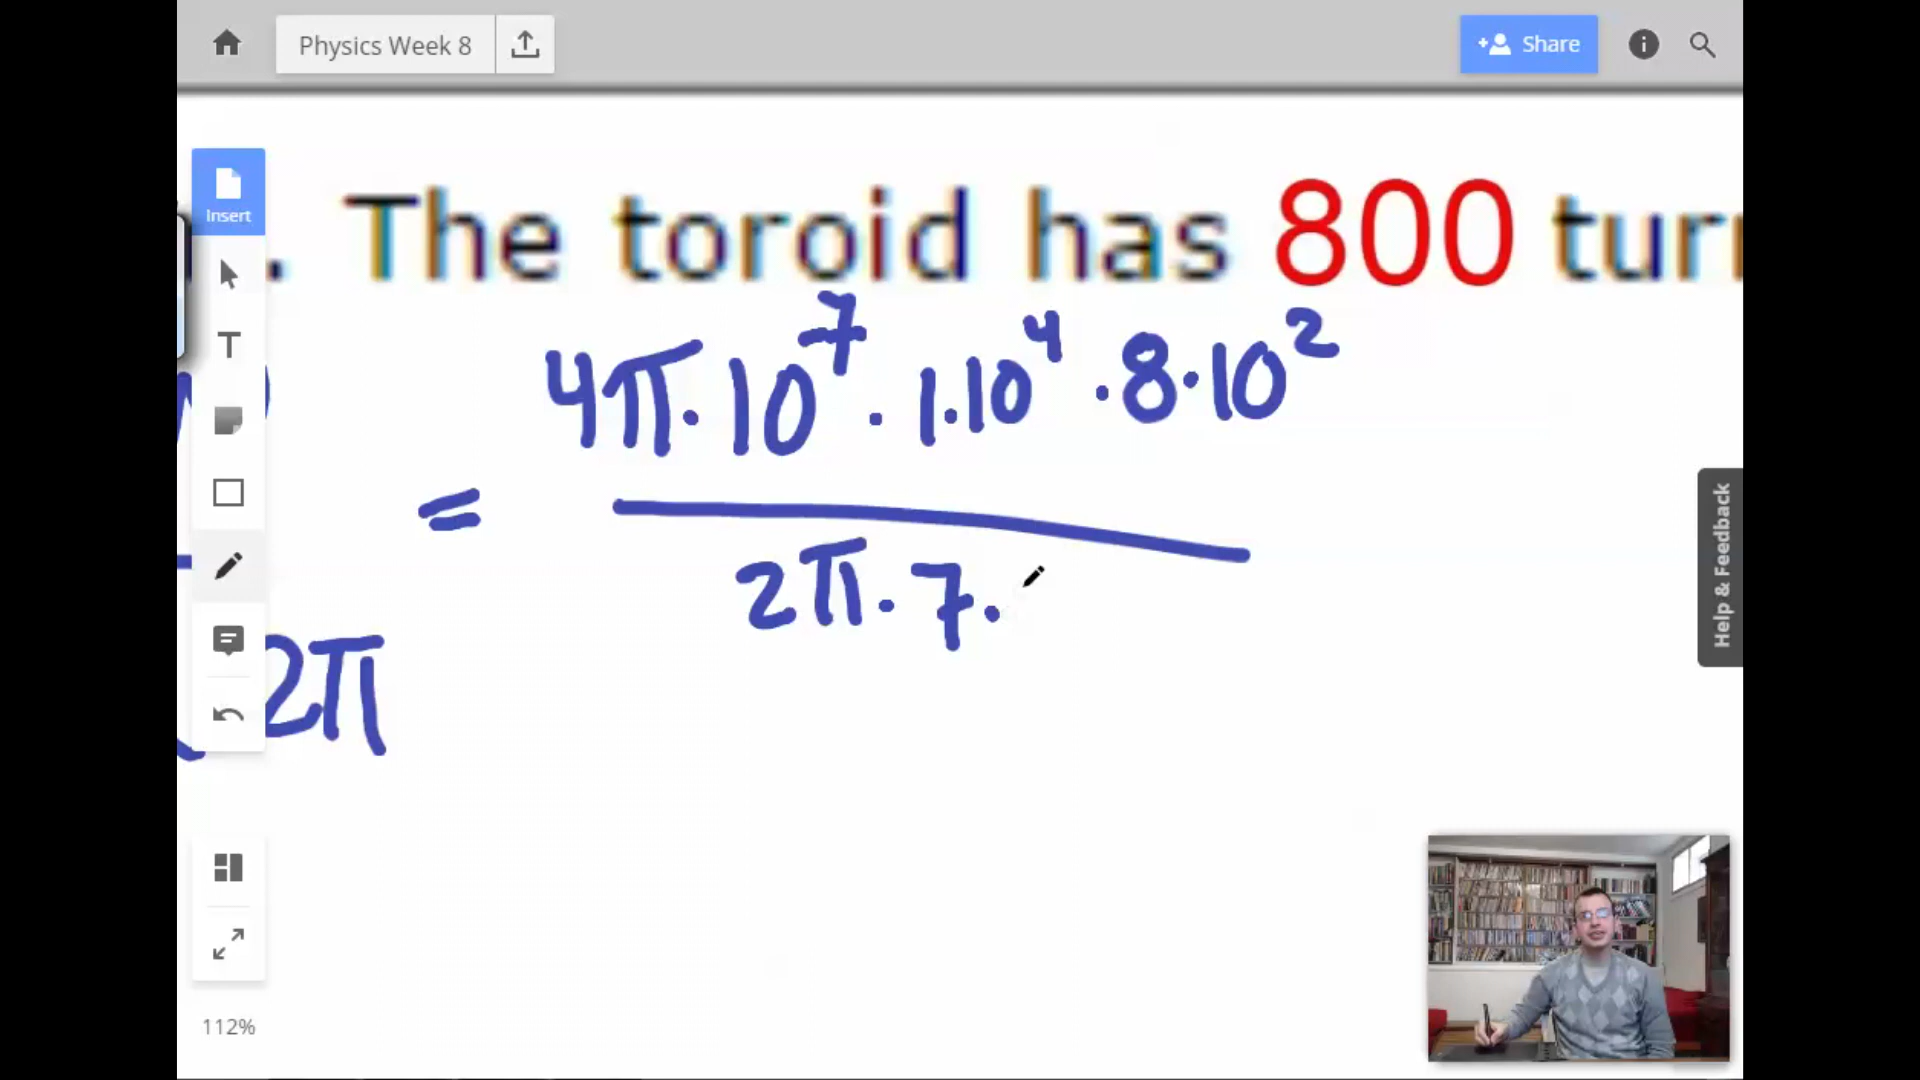 Physics Week 8
Share
Insert
. The toroid has 800
4π·10⁻⁷ · 1·10⁴ · 8·10²
=
2π·7·
2π
Help & Feedback
112%